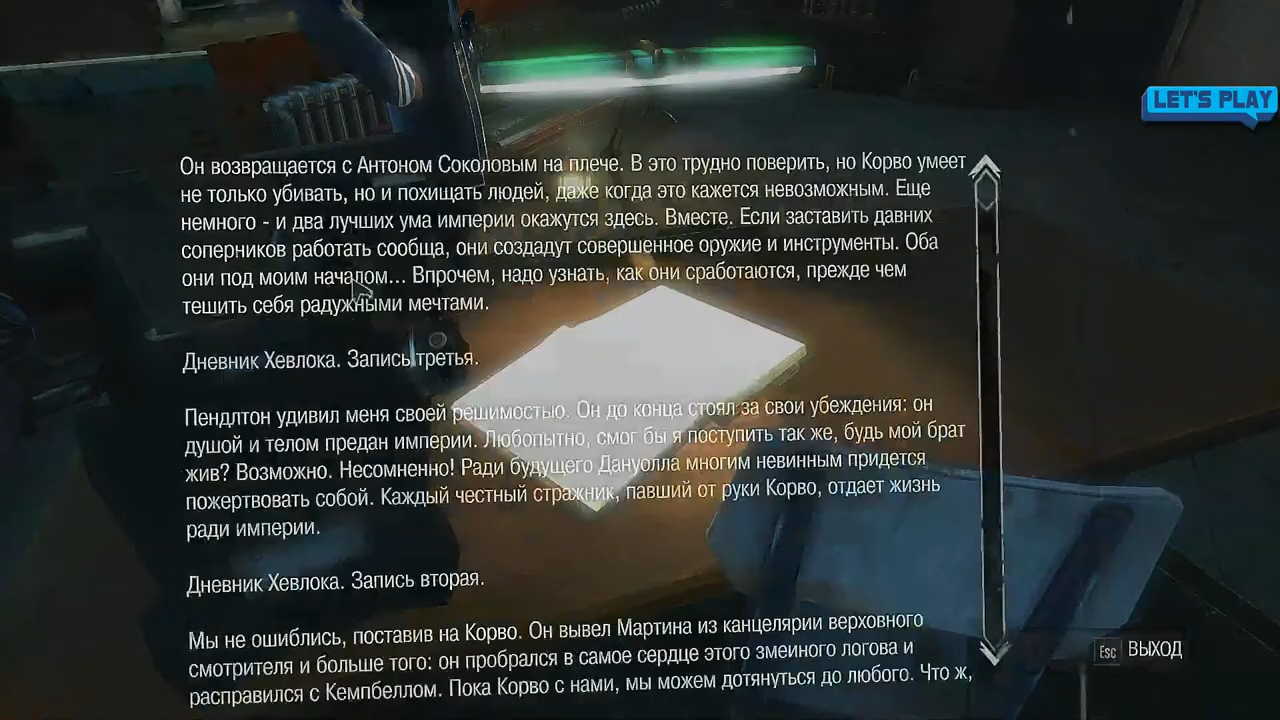 LET'S PLAY
Он возвращается с Антоном Соколовым на плече. В это трудно поверить, но Корво умеет
не только убивать, но и похищать людей, даже когда это кажется невозможным. Еще
немного - и два лучших ума империи окажутся здесь. Вместе. Если заставить давних
соперников работать сообща, они создадут совершенное оружие и инструменты. Оба
они под моим началом... Впрочем, надо узнать, как они сработаются, прежде чем
тешить себя радужными мечтами.
Дневник Хевлока. Запись третья.
Пендлтон удивил меня своей решимостью. Он до конца стоял за свои убеждения: он
душой и телом предан империи. Любопытно, смог бы я поступить так же, будь мой брат
жив? Возможно. Несомненно! Ради будущего Дануолла многим невинным придется
пожертвовать собой. Каждый честный стражник, павший от руки Корво, отдает жизнь
ради империи.
Дневник Хевлока. Запись вторая.
Мы не ошиблись, поставив на Корво. Он вывел Мартина из канцелярии верховного
смотрителя и больше того: он пробрался в самое сердце этого змеиного логова и
расправился с Кемпбеллом. Пока Корво с нами, мы можем дотянуться до любого. Что ж,
Esc ВЫХОД